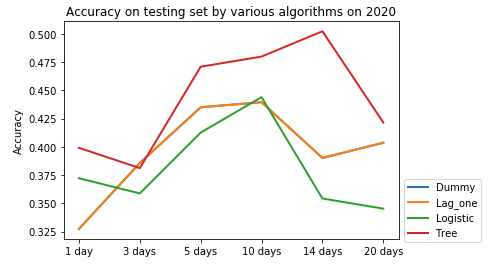 Accuracy on testing set by various algorithms on 2020
0.500
0.475
0.450
0.425
0.400
0.375
0.350
0.325
Accuracy
1 day 3 days 5 days 10 days 14 days 20 days
Dummy
Lag_one
Logistic
Tree